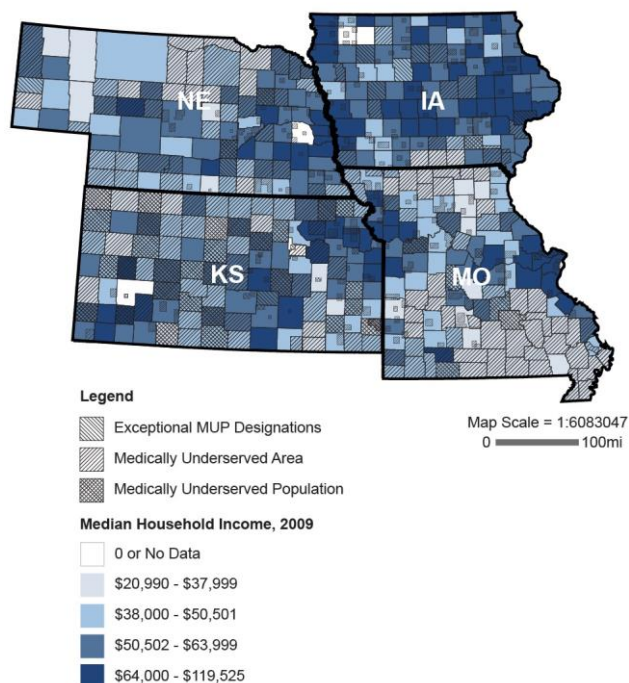 NE
IA
KS
MO
Legend
Exceptional MUP Designations
Medically Underserved Area
Medically Underserved Population
Map Scale = 1:6083047
0 100mi
Median Household Income, 2009
0 or No Data
$20,990 - $37,999
$38,000 - $50,501
$50,502 - $63,999
$64,000 - $119,525